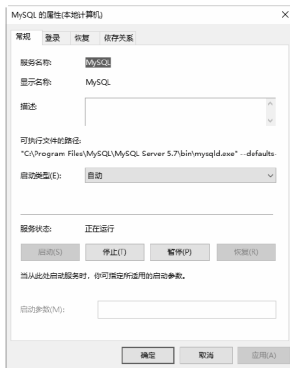 MySQL 的属性(本地计算机)
常规 登录 恢复 依存关系
服务名称: MySQL
显示名称: MySQL
描述:
可执行文件的路径:
"C:\Program Files\MySQL\MySQL Server 5.7\bin\mysqld.exe" --defaults-
启动类型(E): 自动
服务状态: 正在运行
启动(S) 停止(T) 暂停(P) 恢复(R)
当从此处启动服务时，你可指定所适用的启动参数。
启动参数(M):
确定 取消 应用(A)